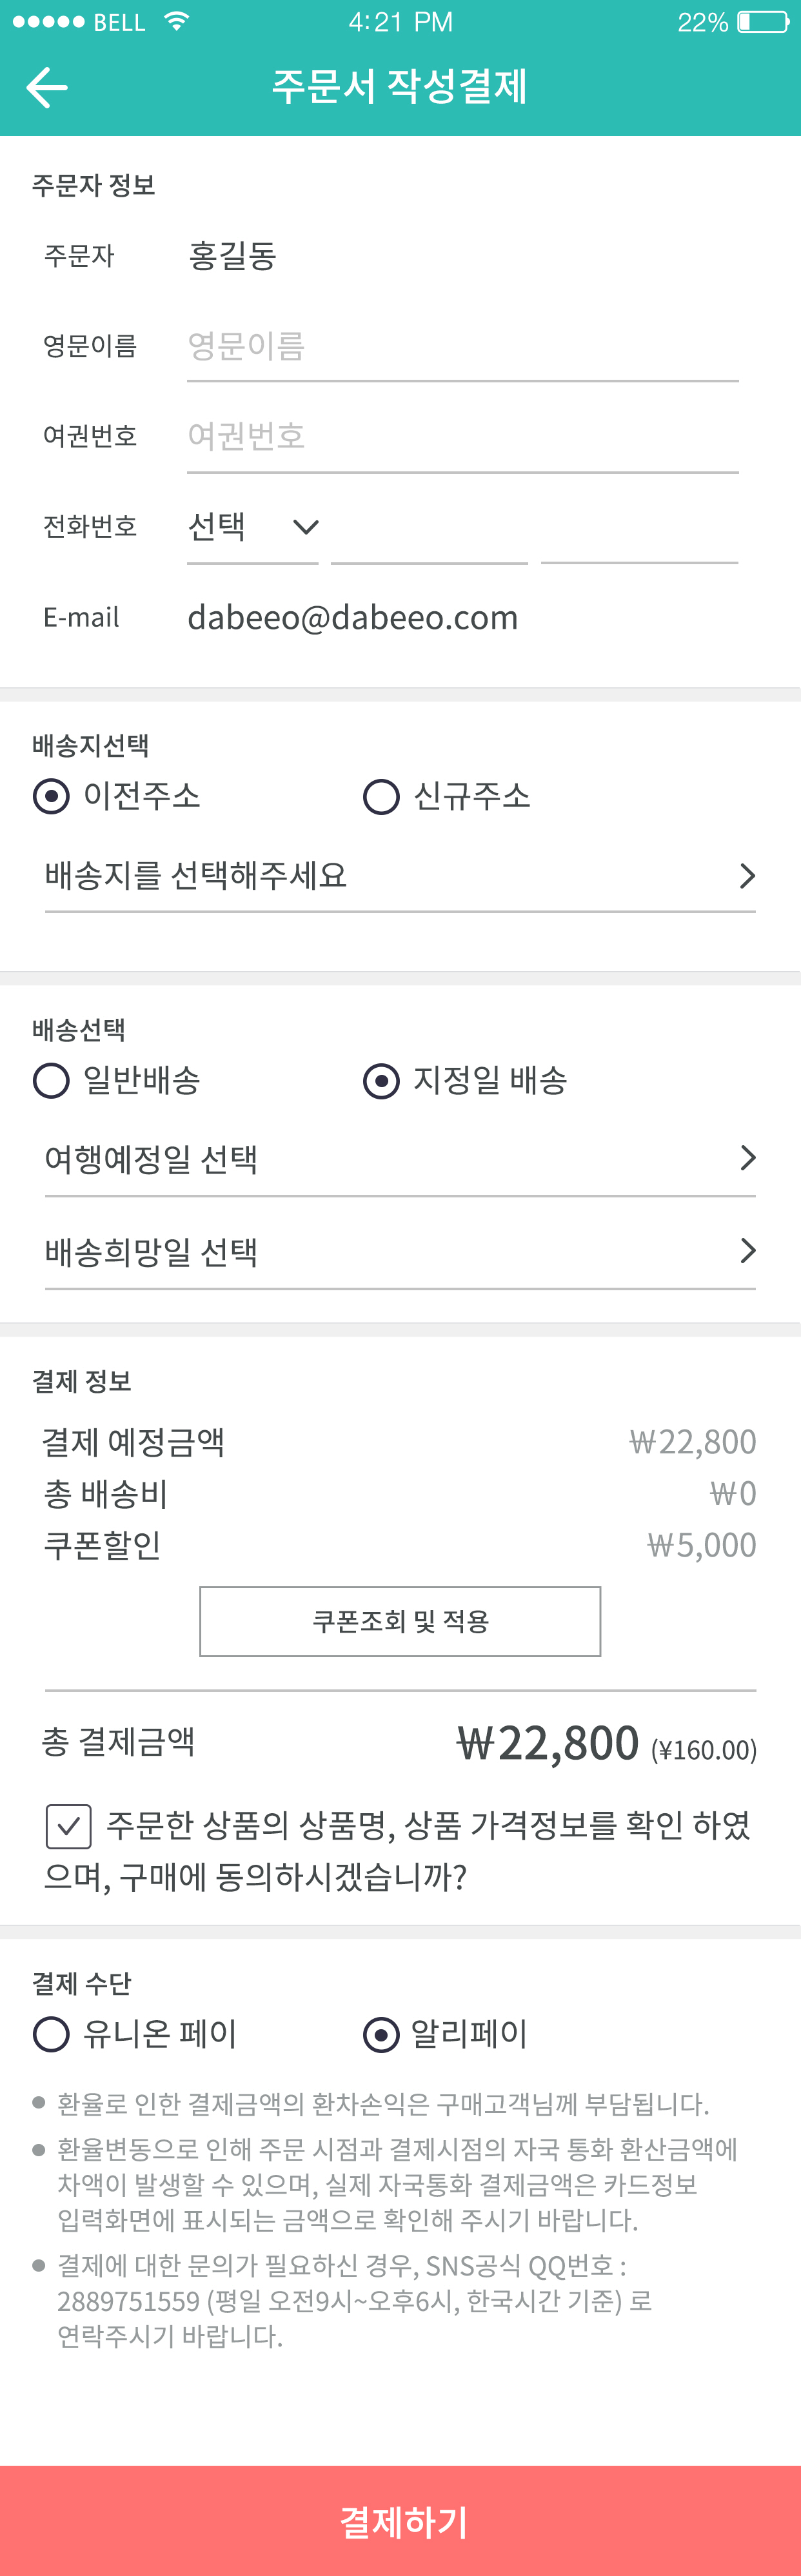 BELL 4:21 PM 22%
주문서 작성결제
주문자 정보
주문자 홍길동
영문이름 영문이름
여권번호 여권번호
전화번호 선택
E-mail dabeeo@dabeeo.com
배송지선택
이전주소 신규주소
배송지를 선택해주세요
배송선택
일반배송 지정일 배송
여행예정일 선택
배송희망일 선택
결제 정보
결제 예정금액 ₩22,800
총 배송비 ₩0
쿠폰할인 ₩5,000
쿠폰조회 및 적용
총 결제금액 ₩22,800 (¥160.00)
주문한 상품의 상품명, 상품 가격정보를 확인 하였
으며, 구매에 동의하시겠습니까?
결제 수단
유니온 페이 알리페이
환율로 인한 결제금액의 환차손익은 구매고객님께 부담됩니다.
환율변동으로 인해 주문 시점과 결제시점의 자국 통화 환산금액에
차액이 발생할 수 있으며, 실제 자국통화 결제금액은 카드정보
입력화면에 표시되는 금액으로 확인해 주시기 바랍니다.
결제에 대한 문의가 필요하신 경우, SNS공식 QQ번호 :
2889751559 (평일 오전9시~오후6시, 한국시간 기준) 로
연락주시기 바랍니다.
결제하기